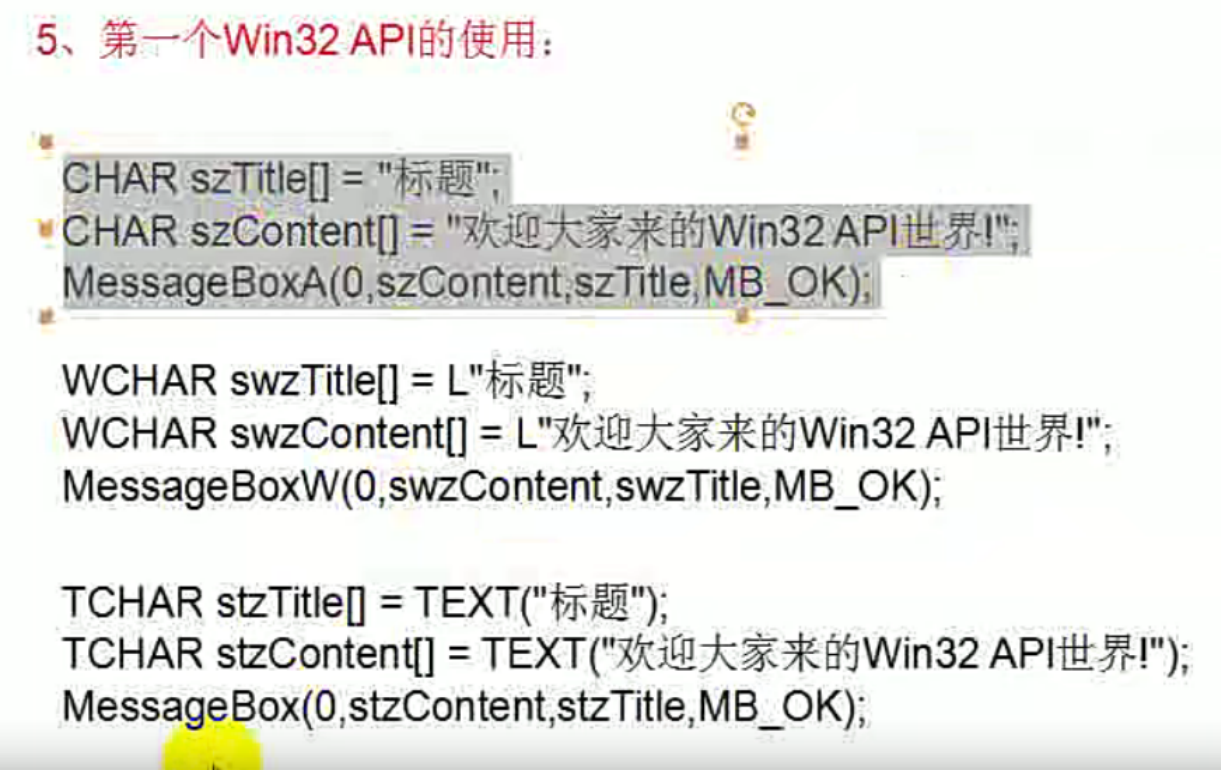 5、第一个Win32 API的使用：
CHAR szTitle[] = "标题";
CHAR szContent[] = "欢迎大家来的Win32 API世界!";
MessageBoxA(0,szContent,szTitle,MB_OK);
WCHAR swzTitle[] = L"标题";
WCHAR swzContent[] = L"欢迎大家来的Win32 API世界!";
MessageBoxW(0,swzContent,swzTitle,MB_OK);
TCHAR stzTitle[] = TEXT("标题");
TCHAR stzContent[] = TEXT("欢迎大家来的Win32 API世界!");
MessageBox(0,stzContent,stzTitle,MB_OK);